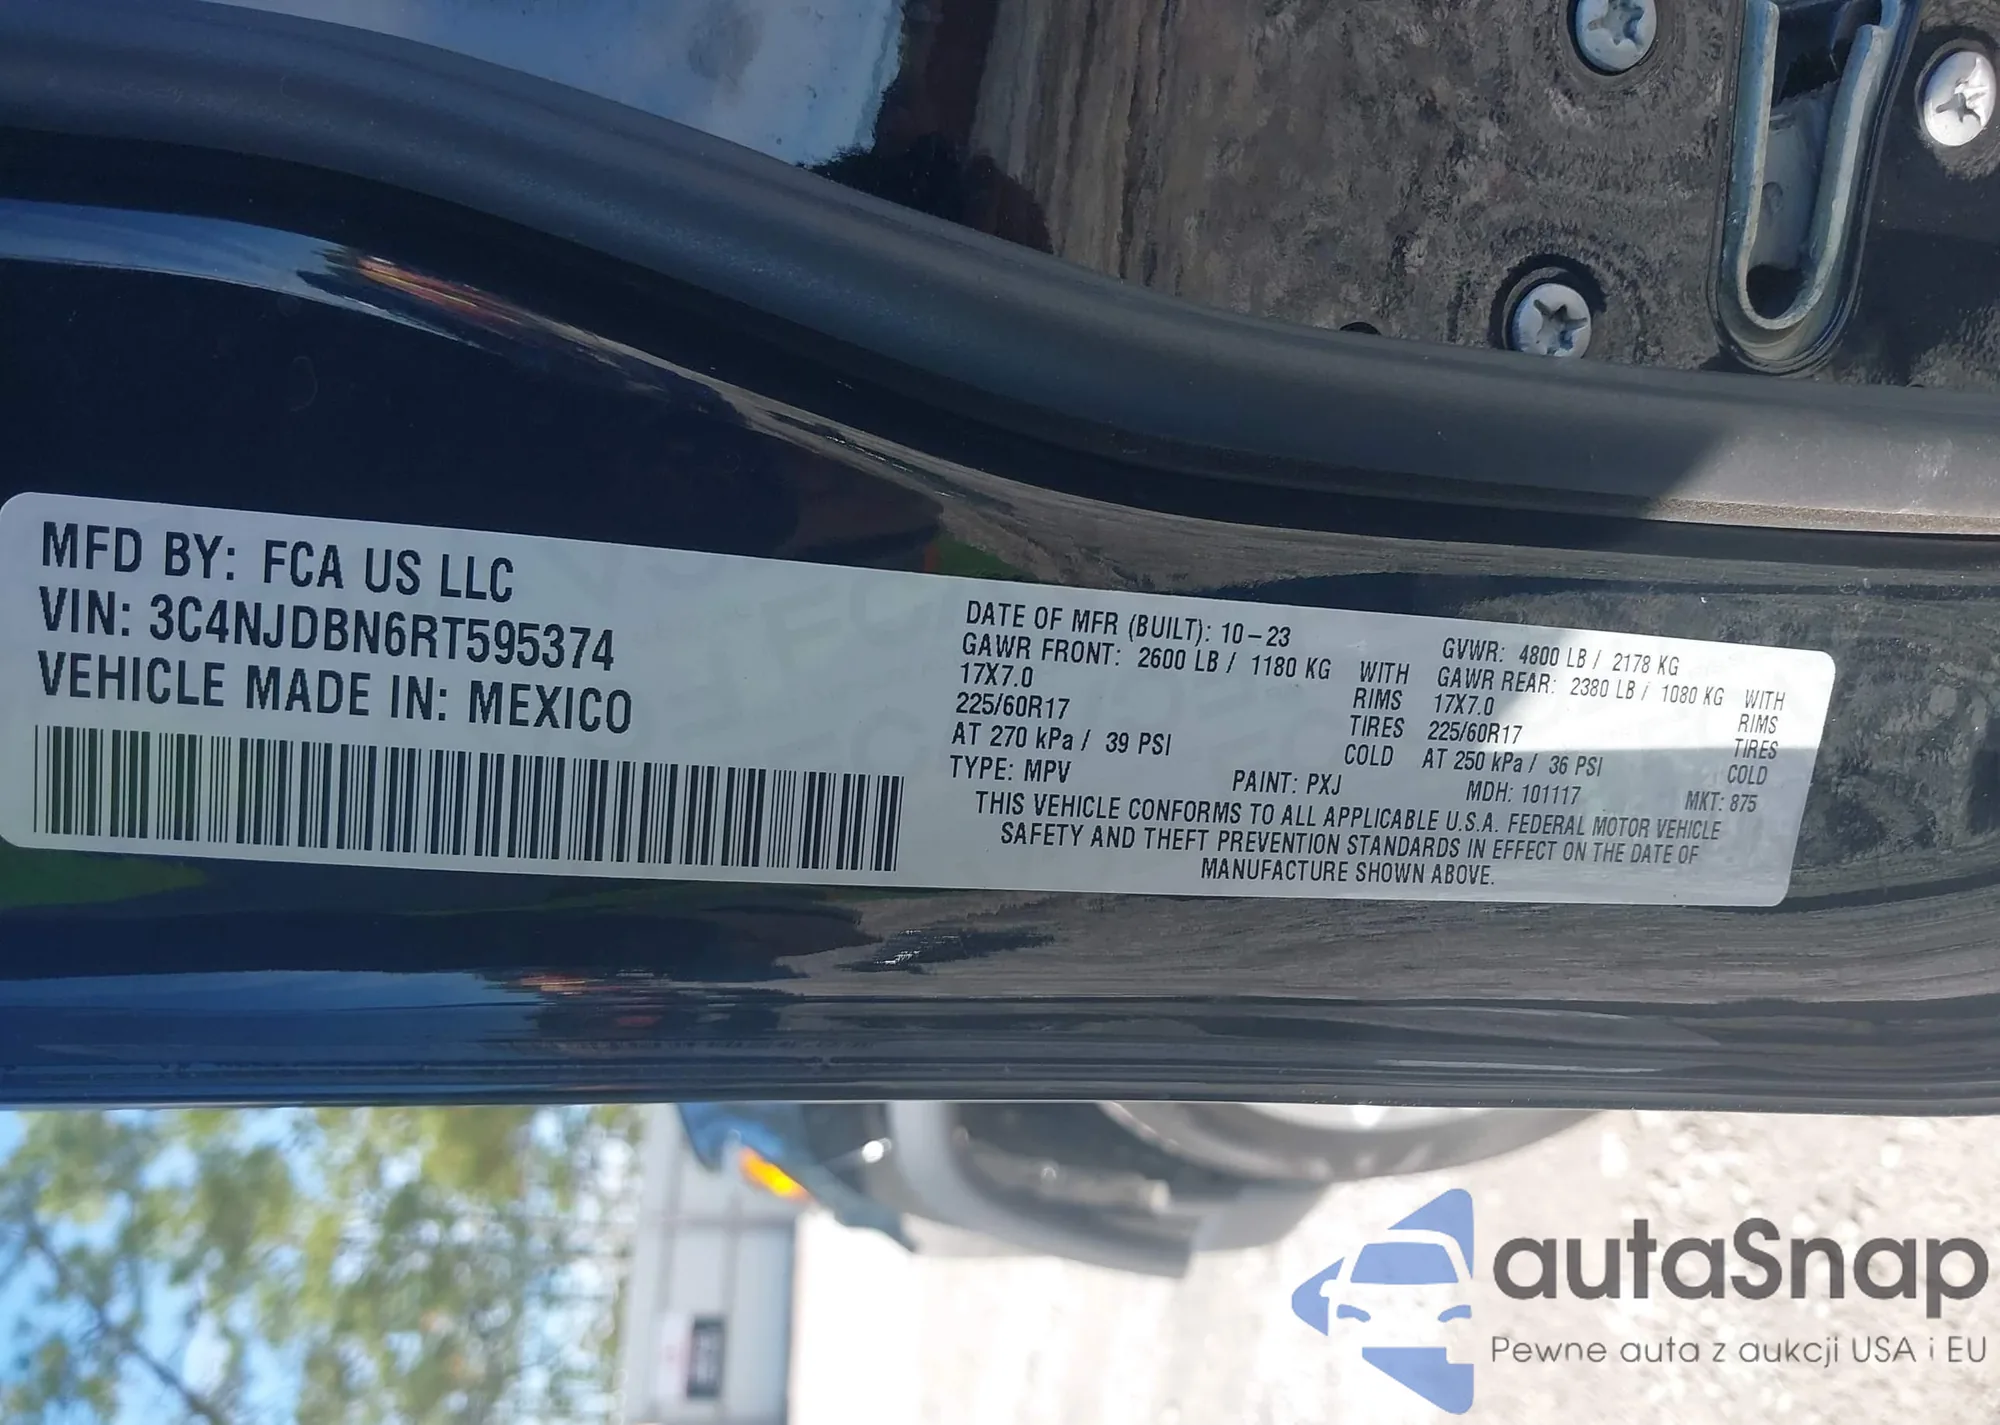 MFD BY: FCA US LLC
VIN: 3C4NJDBN6RT595374
VEHICLE MADE IN: MEXICO
DATE OF MFR (BUILT): 10-23
GVWR: 4800 LB / 2178 KG
GAWR FRONT: 2600 LB / 1180 KG WITH
17X7.0 RIMS
225/60R17 TIRES
AT 270 kPa / 39 PSI COLD
GAWR REAR: 2380 LB / 1080 KG WITH
17X7.0 RIMS
225/60R17 TIRES
AT 250 kPa / 36 PSI COLD
TYPE: MPV PAINT: PXJ MDH: 101117 MKT: 875
THIS VEHICLE CONFORMS TO ALL APPLICABLE U.S.A. FEDERAL MOTOR VEHICLE
SAFETY AND THEFT PREVENTION STANDARDS IN EFFECT ON THE DATE OF
MANUFACTURE SHOWN ABOVE.
autaSnap
Pewne auta z aukcji USA i EU